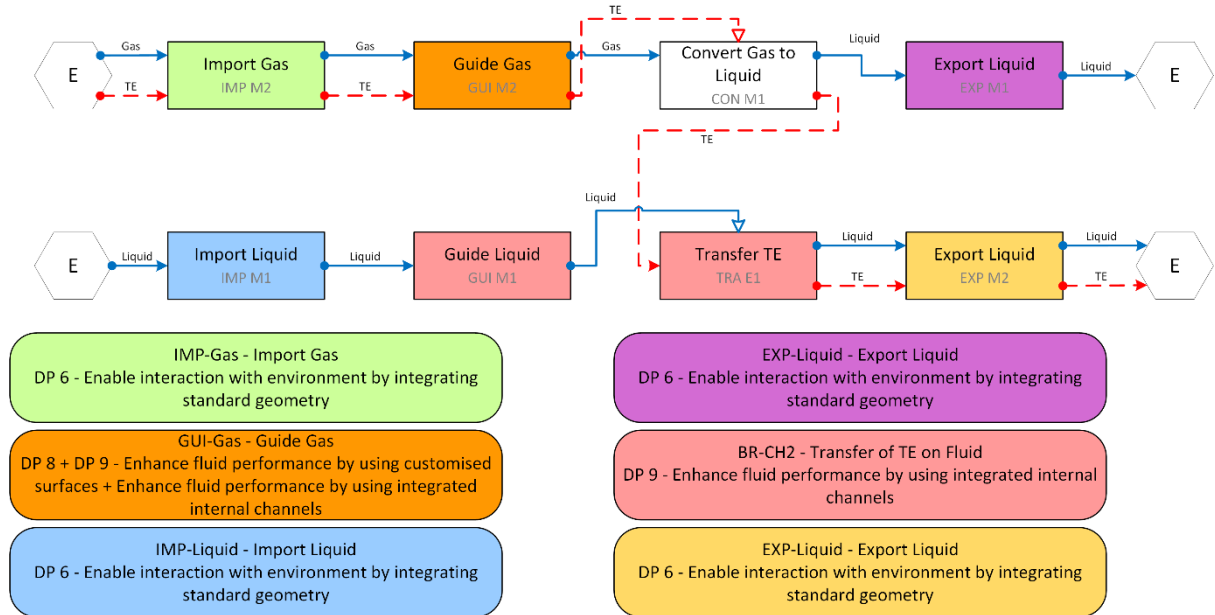 TE
Gas
Gas
Gas
Liquid
Liquid
E
Import Gas
IMP M2
Guide Gas
GUI M2
Convert Gas to
Liquid
CON M1
Export Liquid
EXP M1
E
TE
TE
TE
Liquid
Liquid
Liquid
Liquid
Liquid
E
Import Liquid
IMP M1
Guide Liquid
GUI M1
Transfer TE
TRA E1
Export Liquid
EXP M2
E
TE
TE
IMP-Gas - Import Gas
DP 6 - Enable interaction with environment by integrating
standard geometry
EXP-Liquid - Export Liquid
DP 6 - Enable interaction with environment by integrating
standard geometry
GUI-Gas - Guide Gas
DP 8 + DP 9 - Enhance fluid performance by using customised
surfaces + Enhance fluid performance by using integrated
internal channels
BR-CH2 - Transfer of TE on Fluid
DP 9 - Enhance fluid performance by using integrated internal
channels
IMP-Liquid - Import Liquid
DP 6 - Enable interaction with environment by integrating
standard geometry
EXP-Liquid - Export Liquid
DP 6 - Enable interaction with environment by integrating
standard geometry